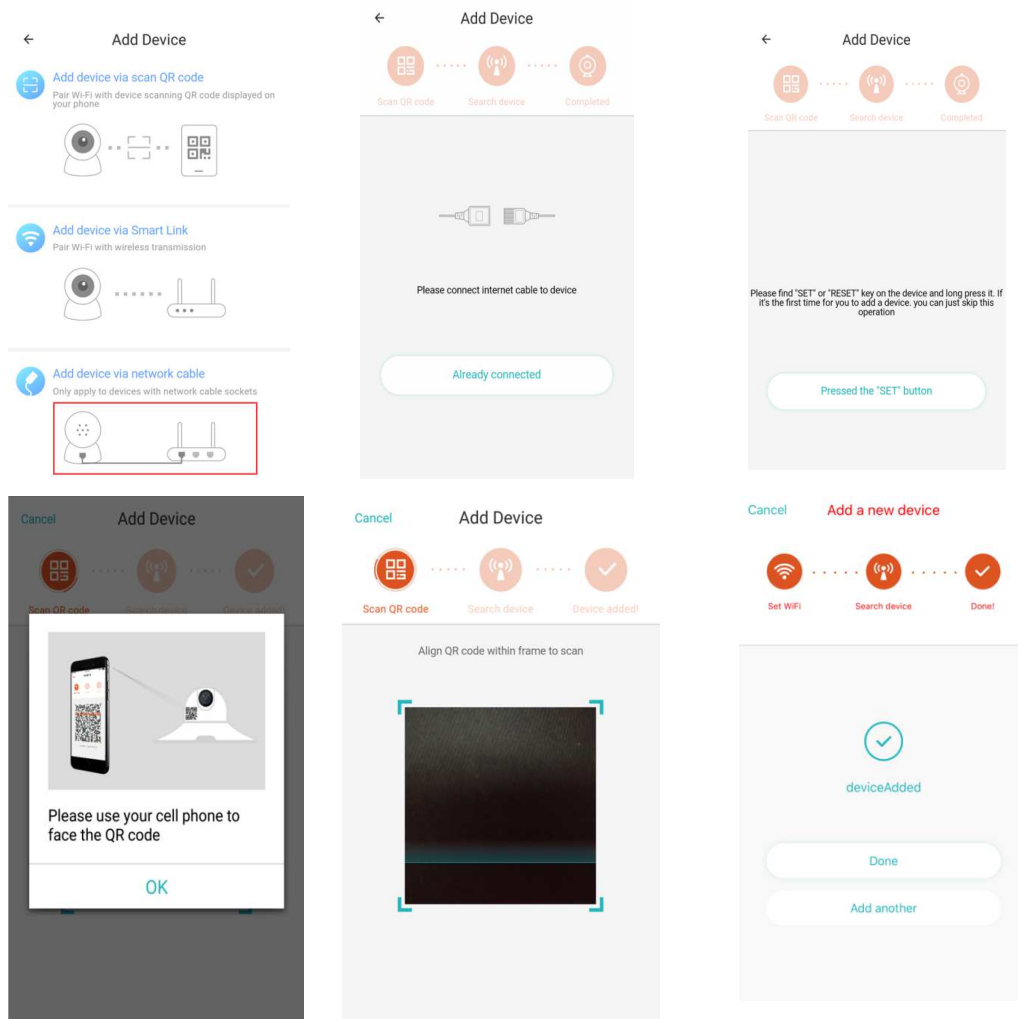 Add Device
Add device via scan QR code
Pair Wi-Fi with device scanning QR code displayed on
your phone
Add device via Smart Link
Pair Wi-Fi with wireless transmission
Add device via network cable
Only apply to devices with network cable sockets
Add Device
Scan QR code
Search device
Completed
Please connect internet cable to device
Already connected
Add Device
Scan QR code
Search device
Completed
Please find "SET" or "RESET" key on the device and long press it. If
it's the first time for you to add a device. you can just skip this
operation
Pressed the "SET" button
Cancel
Add Device
Scan QR code
Search device
Device added!
Please use your cell phone to
face the QR code
OK
Cancel
Add Device
Scan QR code
Search device
Device added!
Align QR code within frame to scan
Cancel
Add a new device
Set WiFi
Search device
Done!
deviceAdded
Done
Add another